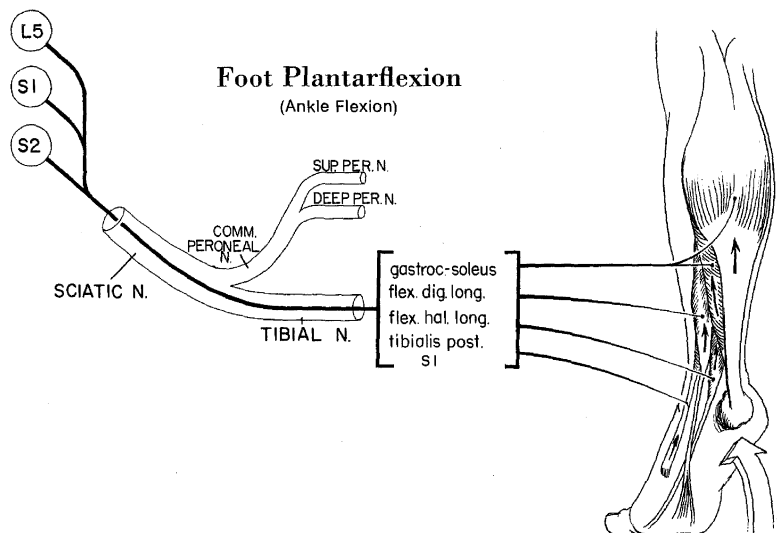 L5
Foot Plantarflexion
S1
(Ankle Flexion)
S2
SUP. PER. N.
DEEP PER. N.
COMM.
PERONEAL
N.
SCIATIC N.
TIBIAL N.
gastroc-soleus
flex. dig. long.
flex. hal. long.
tibialis post.
S1